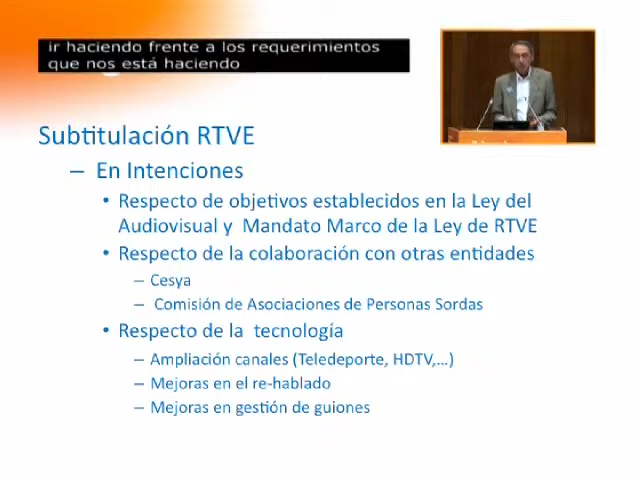 ir haciendo frente a los requerimientos
que nos está haciendo
Subtitulación RTVE
– En Intenciones
• Respecto de objetivos establecidos en la Ley del
Audiovisual y Mandato Marco de la Ley de RTVE
• Respecto de la colaboración con otras entidades
– Cesya
– Comisión de Asociaciones de Personas Sordas
• Respecto de la tecnología
– Ampliación canales (Teledeporte, HDTV,...)
– Mejoras en el re-hablado
– Mejoras en gestión de guiones